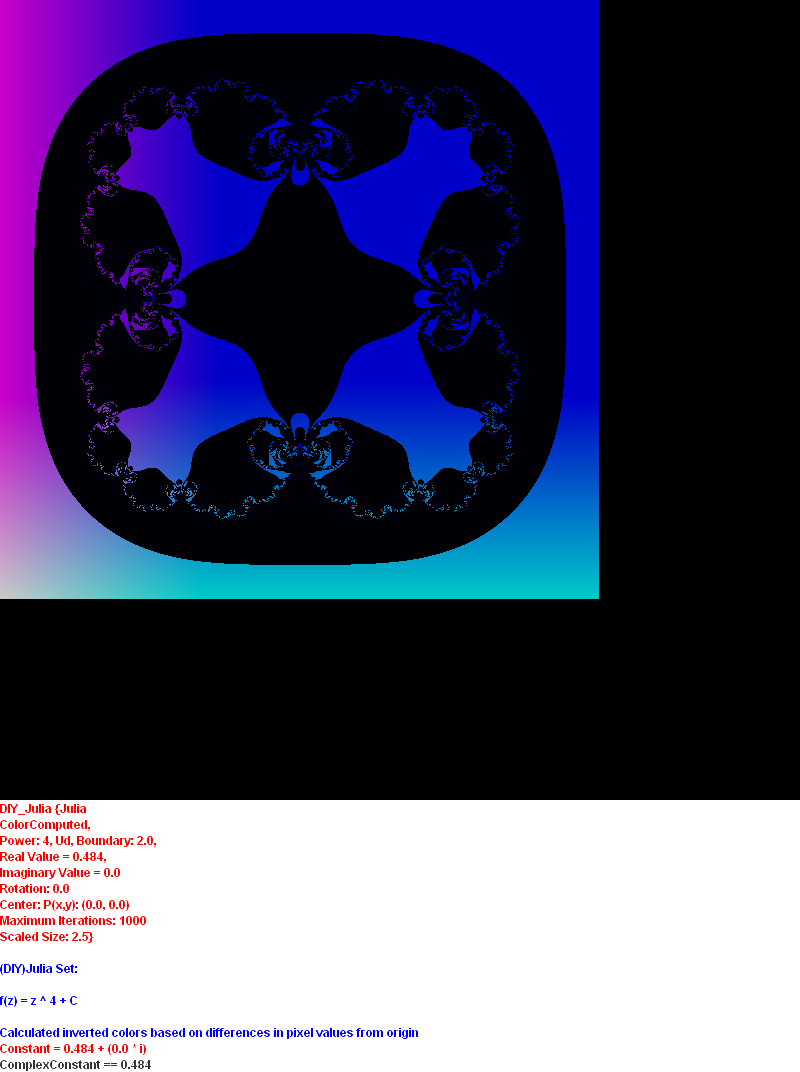 DIY_Julia {Julia
ColorComputed,
Power: 4, Ud, Boundary: 2.0,
Real Value = 0.484,
Imaginary Value = 0.0
Rotation: 0.0
Center: P(x,y): (0.0, 0.0)
Maximum Iterations: 1000
Scaled Size: 2.5}
(DIY)Julia Set:
f(z) = z ^ 4 + C
Calculated inverted colors based on differences in pixel values from origin
Constant = 0.484 + (0.0 * i)
ComplexConstant == 0.484